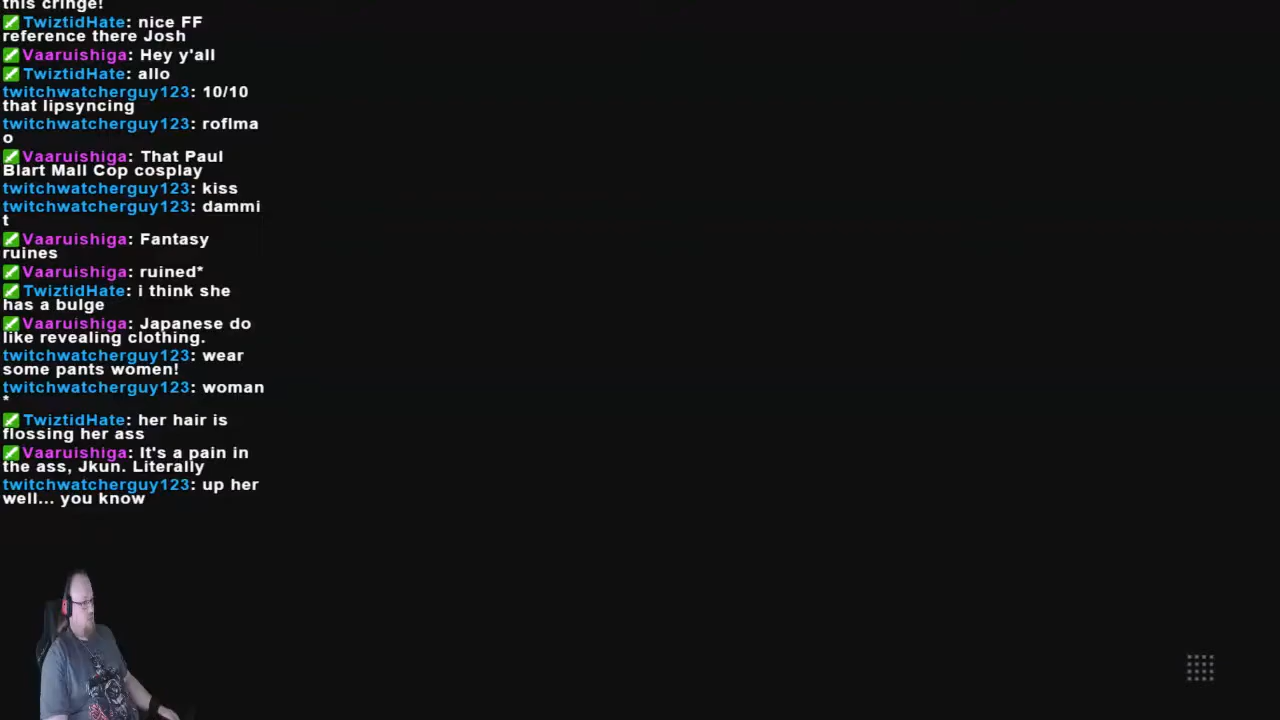 this cringe!
TwiztidHate: nice FF
reference there Josh
Vaaruishiga: Hey y'all
TwiztidHate: allo
twitchwatcherguy123: 10/10
that lipsyncing
twitchwatcherguy123: roflma
o
Vaaruishiga: That Paul
Blart Mall Cop cosplay
twitchwatcherguy123: kiss
twitchwatcherguy123: dammi
t
Vaaruishiga: Fantasy
ruines
Vaaruishiga: ruined*
TwiztidHate: i think she
has a bulge
Vaaruishiga: Japanese do
like revealing clothing.
twitchwatcherguy123: wear
some pants women!
twitchwatcherguy123: woman
*
TwiztidHate: her hair is
flossing her ass
Vaaruishiga: It's a pain in
the ass, Jkun. Literally
twitchwatcherguy123: up her
well... you know